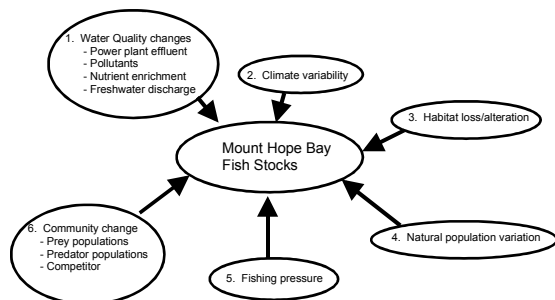 1. Water Quality changes
- Power plant effluent
- Pollutants
- Nutrient enrichment
- Freshwater discharge
2. Climate variability
3. Habitat loss/alteration
Mount Hope Bay
Fish Stocks
4. Natural population variation
5. Fishing pressure
6. Community change
- Prey populations
- Predator populations
- Competitor